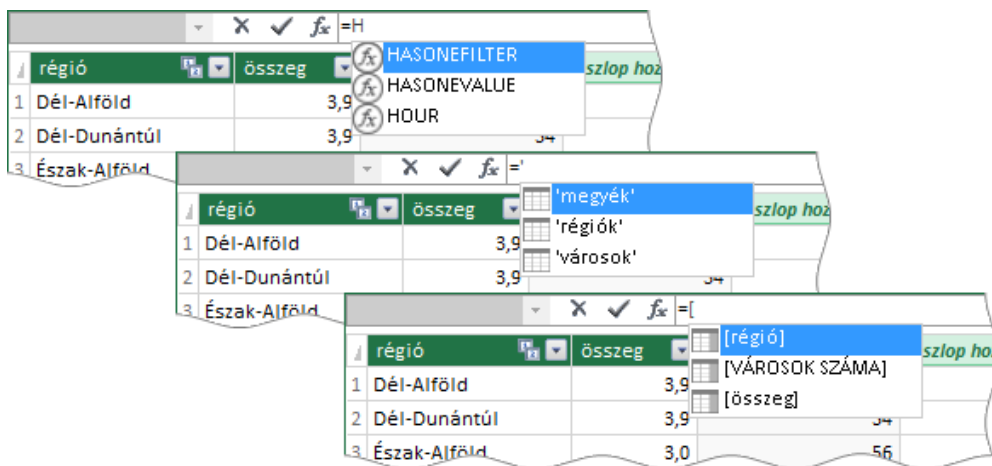 =H
régió összeg szlop hoz
HASONEFILTER
HASONEVALUE
HOUR
1 Dél-Alföld 3,9
2 Dél-Dunántúl 3,9 54
3 Észak-Alföld
='
régió összeg szlop hoz
'megyék'
'régiók'
'városok'
1 Dél-Alföld 3,9
2 Dél-Dunántúl 3,9 54
3 Észak-Alföld
=[
régió összeg szlop ho
[régió]
[VÁROSOK SZÁMA]
[összeg]
1 Dél-Alföld 3,9
2 Dél-Dunántúl 3,9 54
3 Észak-Alföld 3,0 56